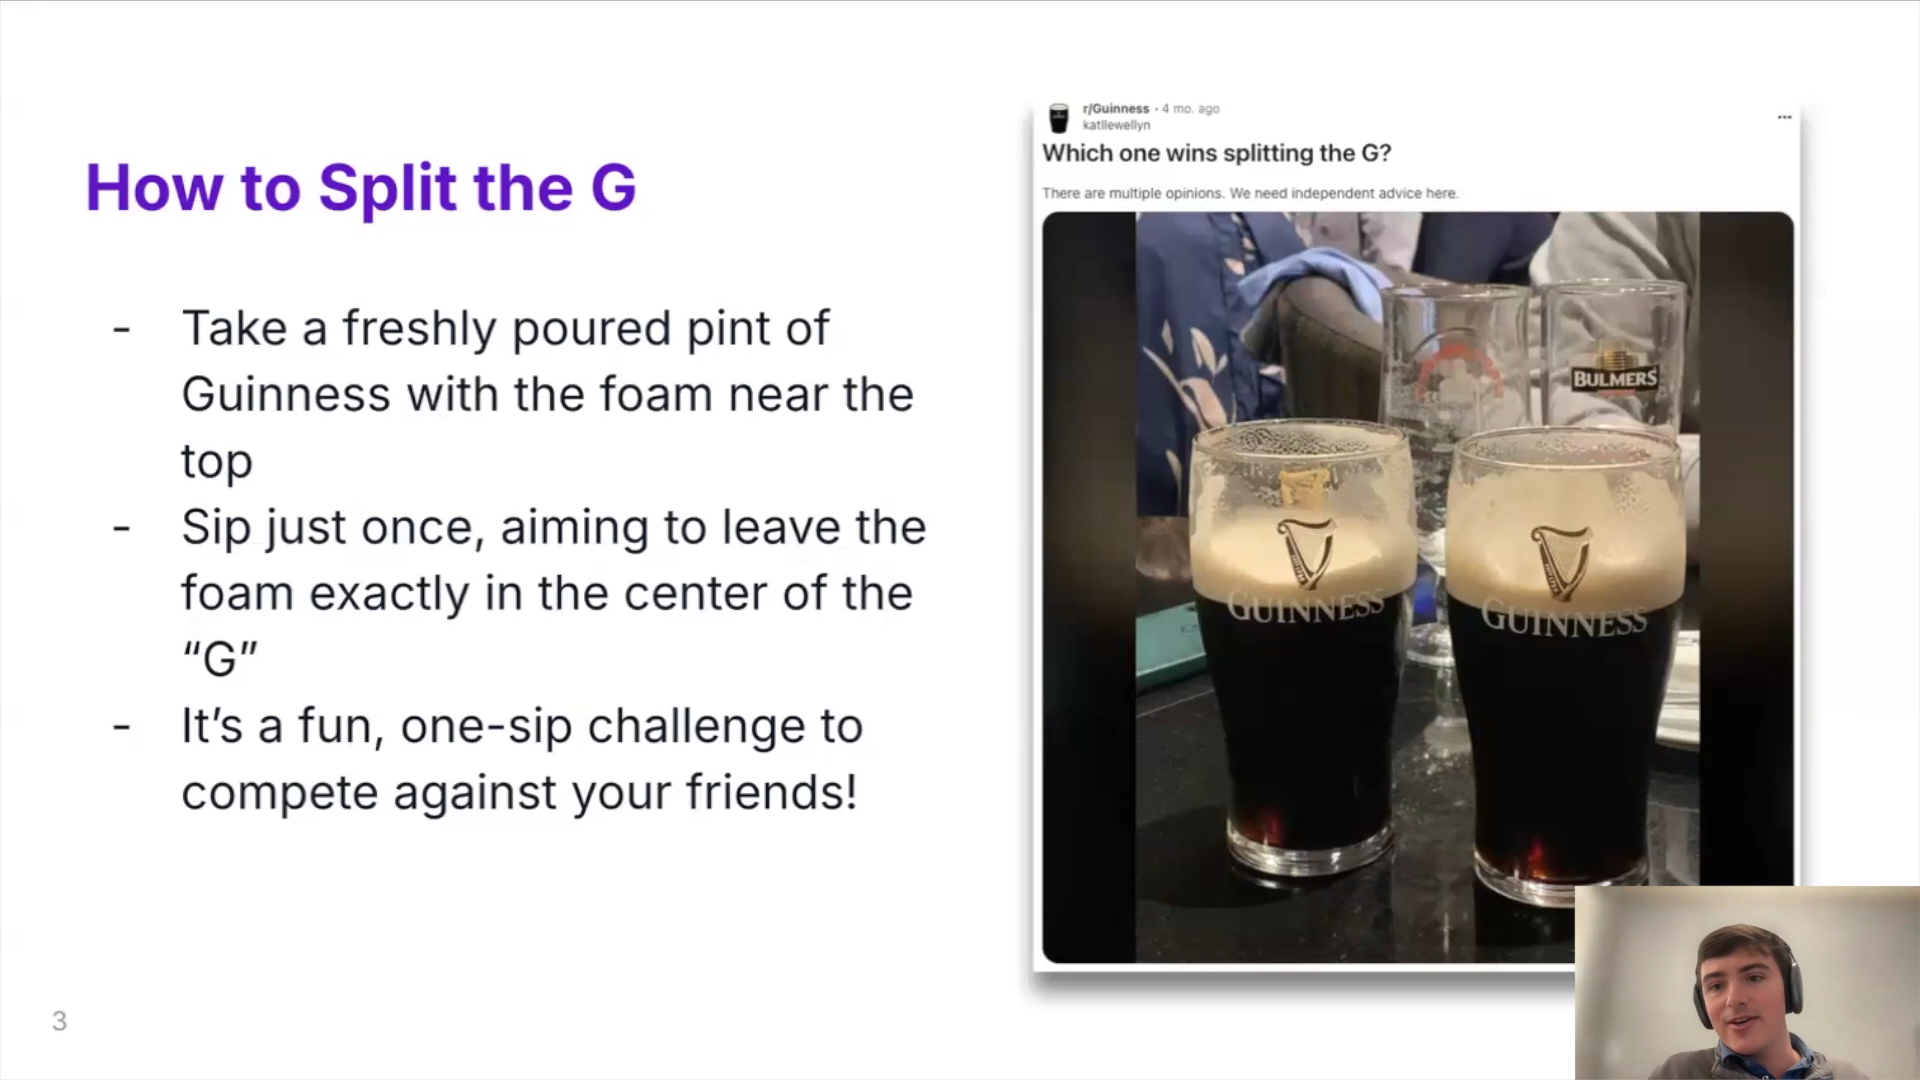 How to Split the G
- Take a freshly poured pint of
Guinness with the foam near the
top
- Sip just once, aiming to leave the
foam exactly in the center of the
“G”
- It’s a fun, one-sip challenge to
compete against your friends!
3
r/Guinness • 4 mo. ago
katllewellyn
Which one wins splitting the G?
There are multiple opinions. We need independent advice here.
BULMERS
GUINNESS
GUINNESS